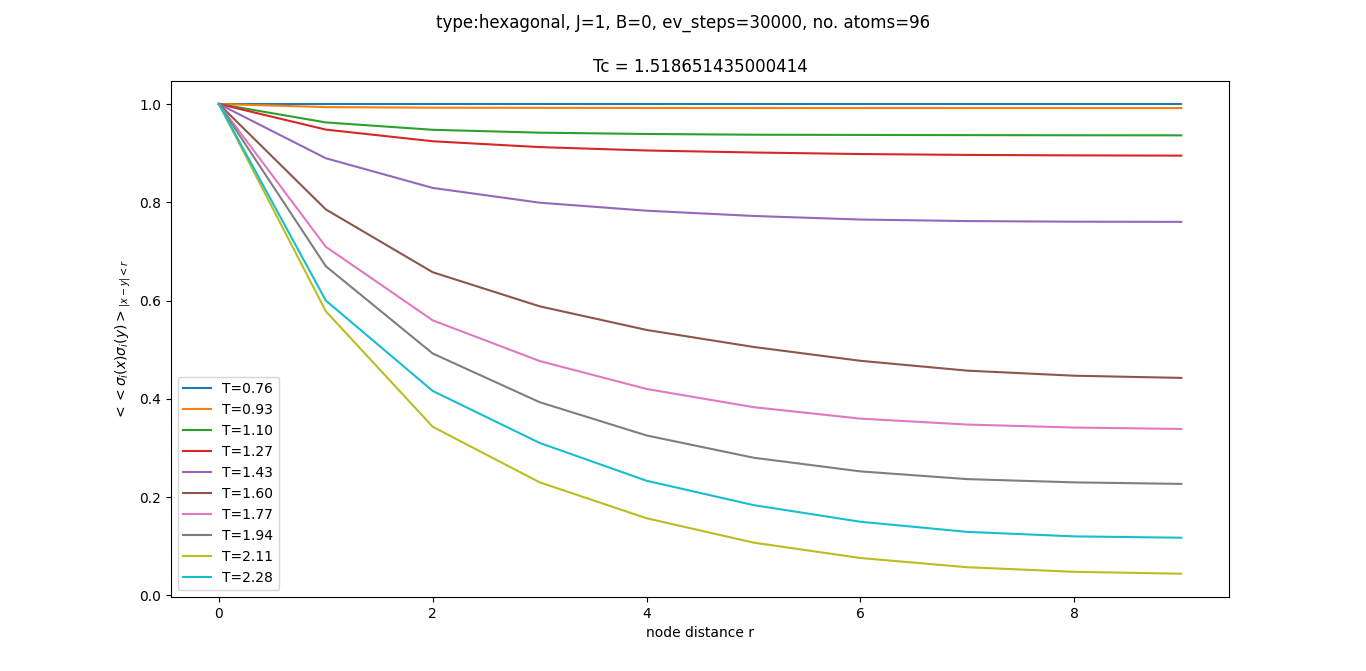 type:hexagonal, J=1, B=0, ev_steps=30000, no. atoms=96
Tc = 1.518651435000414
< < σᵢ(x)σᵢ(y) > |x − y| < r
1.0
0.8
0.6
0.4
0.2
0.0
T=0.76
T=0.93
T=1.10
T=1.27
T=1.43
T=1.60
T=1.77
T=1.94
T=2.11
T=2.28
0 2 4 6 8
node distance r